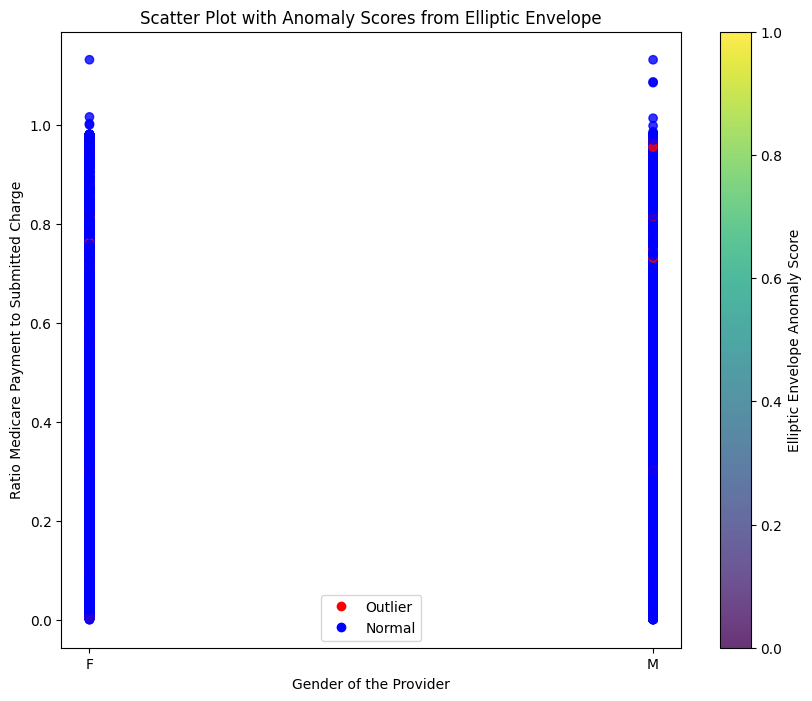 Scatter Plot with Anomaly Scores from Elliptic Envelope
Ratio Medicare Payment to Submitted Charge
1.0
0.8
0.6
0.4
0.2
0.0
F
M
Gender of the Provider
Outlier
Normal
1.0
0.8
0.6
0.4
0.2
0.0
Elliptic Envelope Anomaly Score